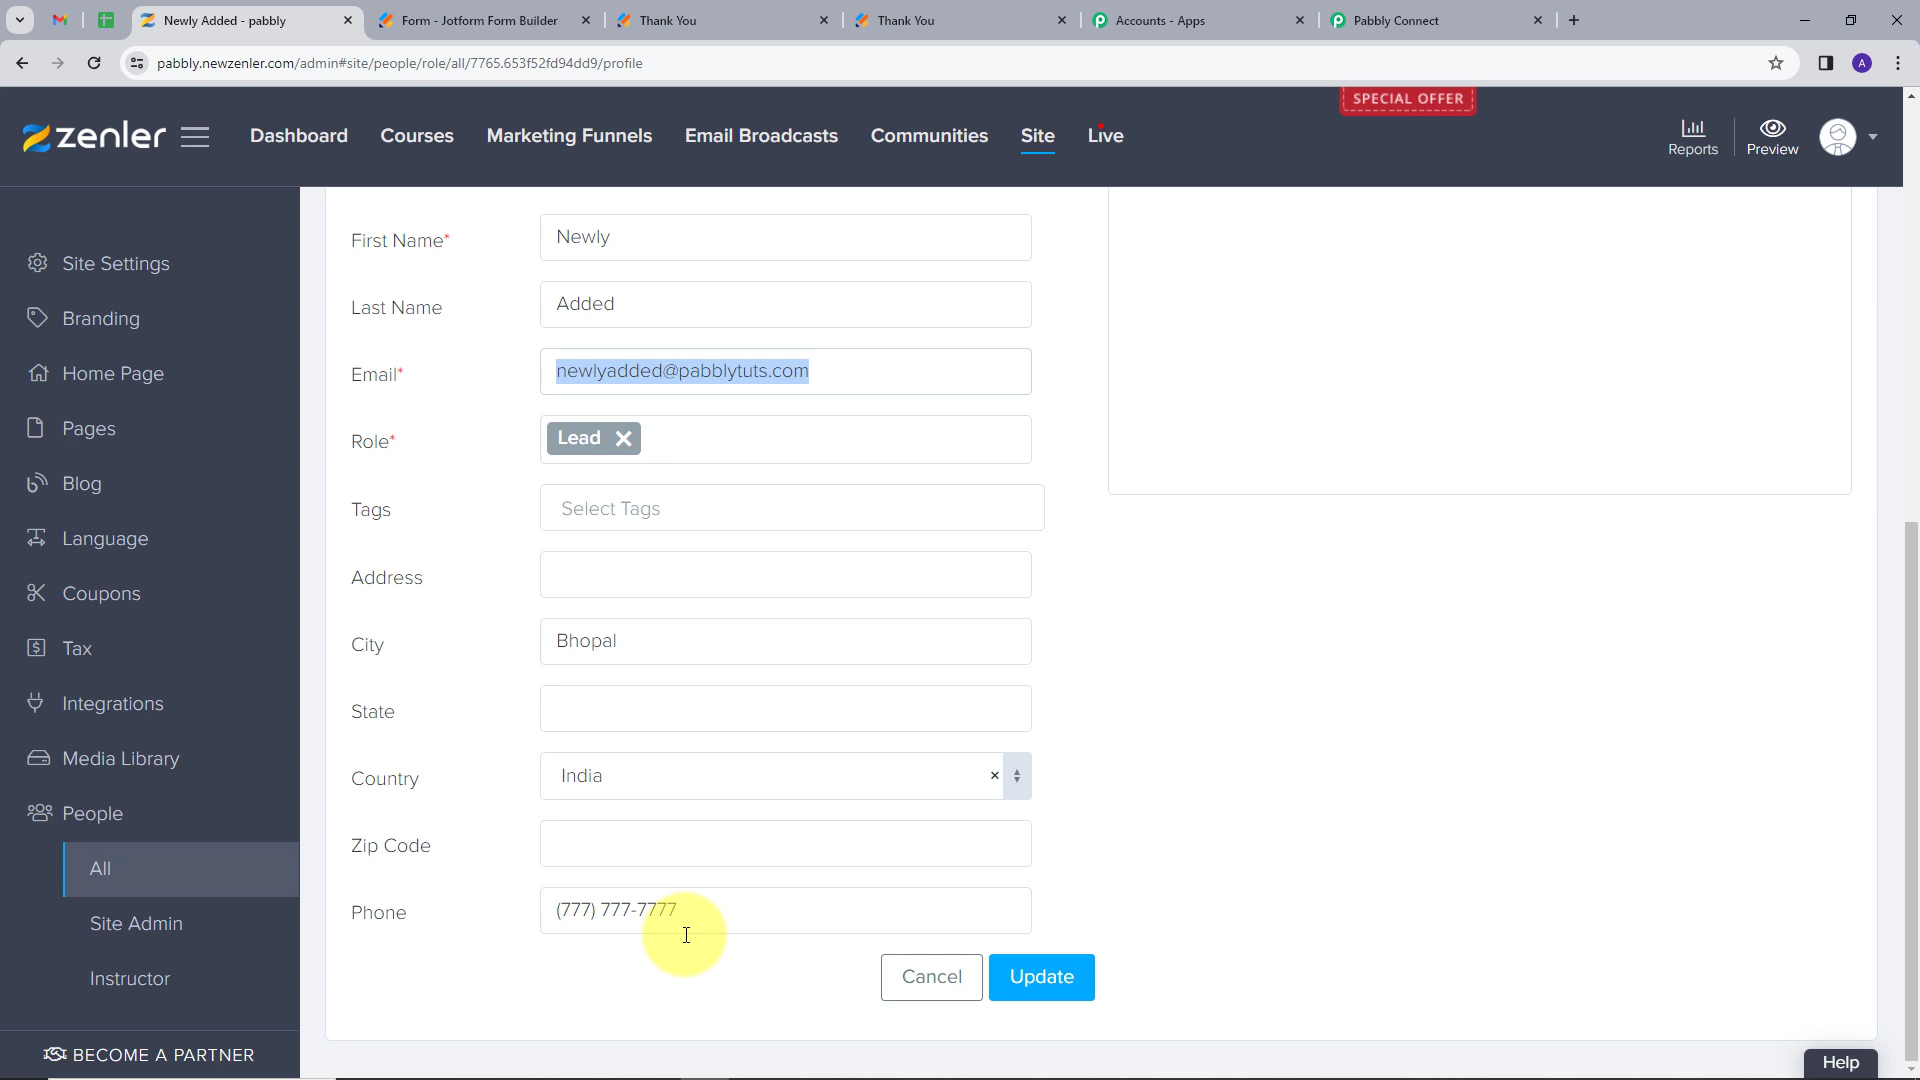 Newly Added - pabbly
Form - Jotform Form Builder
Thank You
Thank You
Accounts - Apps
Pabbly Connect
pabbly.newzenler.com/admin#site/people/role/all/7765.653f52fd94dd9/profile
A
SPECIAL OFFER
zenler
Dashboard
Courses
Marketing Funnels
Email Broadcasts
Communities
Site
Live
Reports
Preview
Site Settings
Branding
Home Page
Pages
Blog
Language
Coupons
Tax
Integrations
Media Library
People
All
Site Admin
Instructor
BECOME A PARTNER
First Name* Newly
Last Name Added
Email* newlyadded@pabblytuts.com
Role* Lead
Tags Select Tags
Address
City Bhopal
State
Country India
Zip Code
Phone (777) 777-7777
Cancel
Update
Help